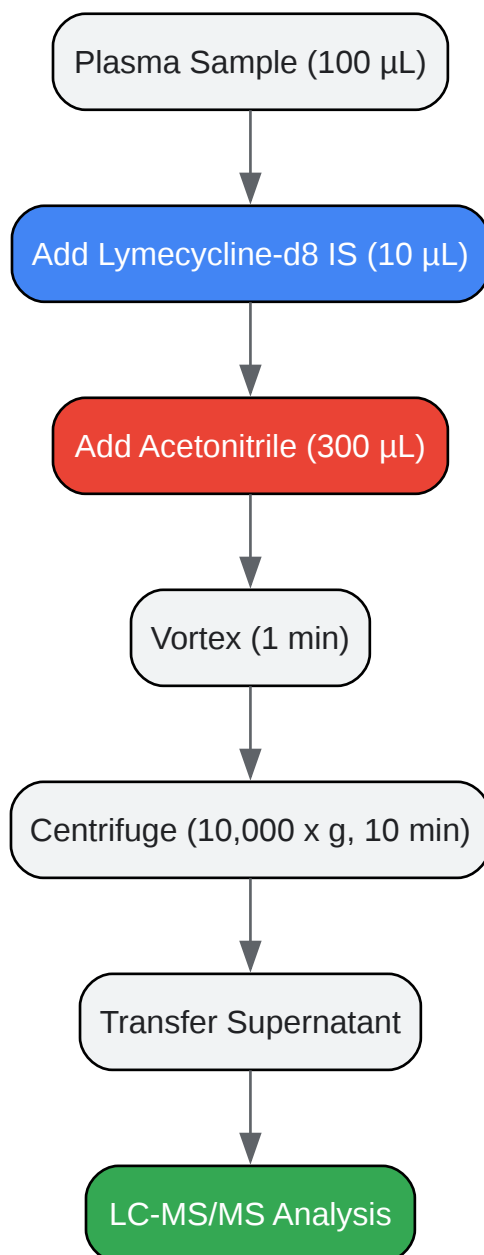 Plasma Sample (100 µL)
Add Lymecycline-d8 IS (10 µL)
Add Acetonitrile (300 µL)
Vortex (1 min)
Centrifuge (10,000 x g, 10 min)
Transfer Supernatant
LC-MS/MS Analysis